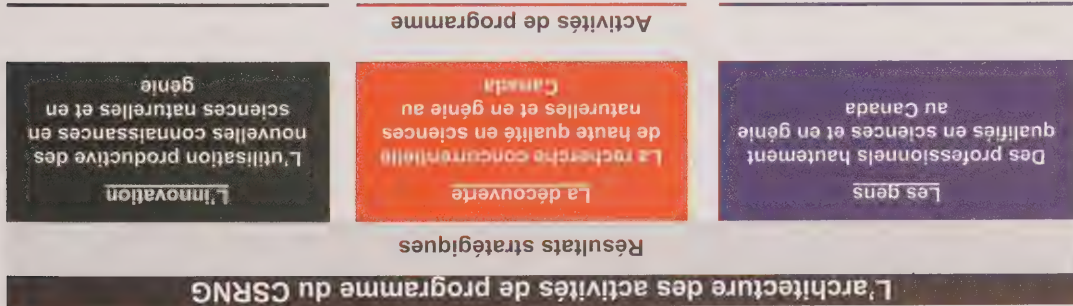 L'architecture des activités de programme du CSRNG
Résultats stratégiques
Les gens
Des professionnels hautement
qualifiés en sciences et en génie
au Canada
La découverte
La recherche concurrentielle
de haute qualité en sciences
naturelles et en génie au
Canada
L'innovation
L'utilisation productive des
nouvelles connaissances en
sciences naturelles et en
génie
Activités de programme